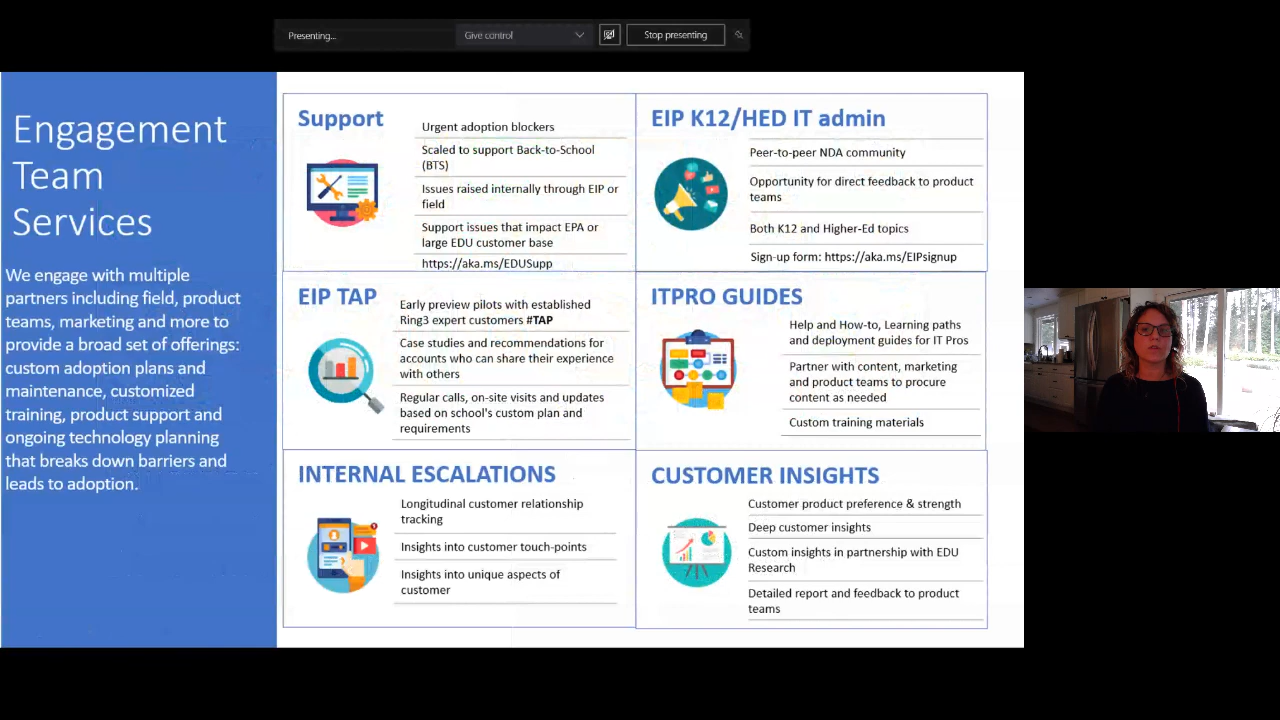 Presenting...
Give control
Stop presenting
Engagement
Team
Services
We engage with multiple
partners including field, product
teams, marketing and more to
provide a broad set of offerings:
custom adoption plans and
maintenance, customized
training, product support and
ongoing technology planning
that breaks down barriers and
leads to adoption.
Support
Urgent adoption blockers
Scaled to support Back-to-School
(BTS)
Issues raised internally through EIP or
field
Support issues that impact EPA or
large EDU customer base
https://aka.ms/EDUSupp
EIP K12/HED IT admin
Peer-to-peer NDA community
Opportunity for direct feedback to product
teams
Both K12 and Higher-Ed topics
Sign-up form: https://aka.ms/EIPsignup
EIP TAP
Early preview pilots with established
Ring3 expert customers #TAP
Case studies and recommendations for
accounts who can share their experience
with others
Regular calls, on-site visits and updates
based on school's custom plan and
requirements
ITPRO GUIDES
Help and How-to, Learning paths
and deployment guides for IT Pros
Partner with content, marketing
and product teams to procure
content as needed
Custom training materials
INTERNAL ESCALATIONS
Longitudinal customer relationship
tracking
Insights into customer touch-points
Insights into unique aspects of
customer
CUSTOMER INSIGHTS
Customer product preference & strength
Deep customer insights
Custom insights in partnership with EDU
Research
Detailed report and feedback to product
teams